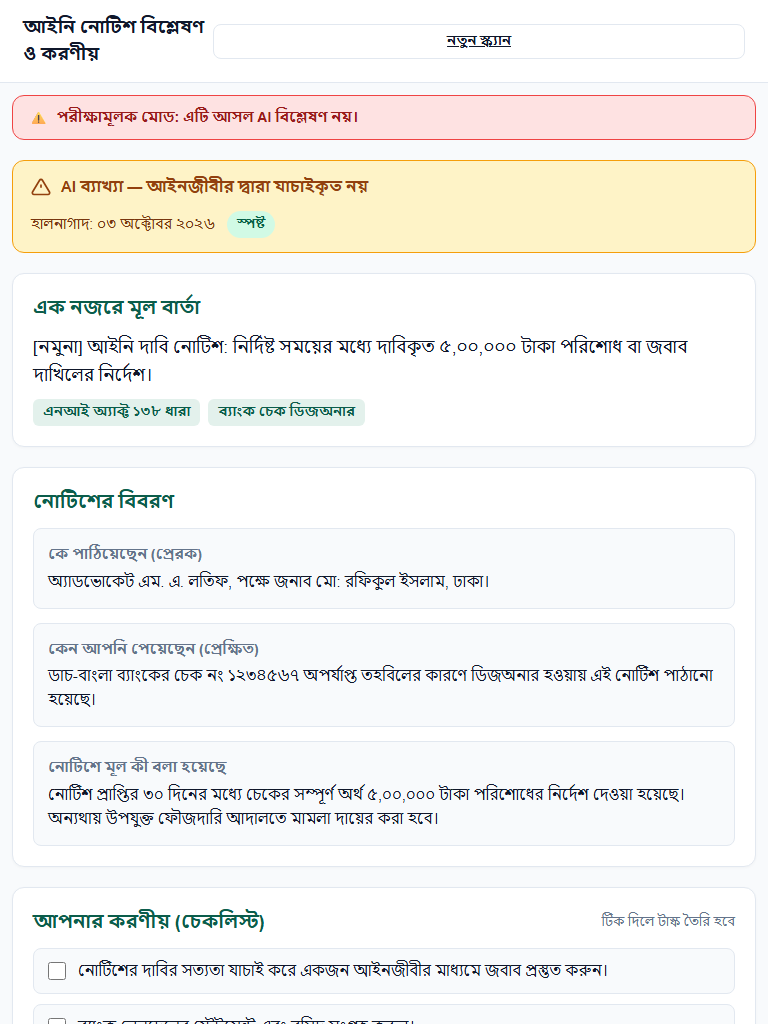 আইনি নোটিশ বিশ্লেষণ
ও করণীয়
নতুন স্ক্যান
পরীক্ষামূলক মোড: এটি আসল AI বিশ্লেষণ নয়।
AI ব্যাখ্যা — আইনজীবীর দ্বারা যাচাইকৃত নয়
হালনাগাদ: ০৩ অক্টোবর ২০২৬ স্পষ্ট
এক নজরে মূল বার্তা
[নমুনা] আইনি দাবি নোটিশ: নির্দিষ্ট সময়ের মধ্যে দাবিকৃত ৫,০০,০০০ টাকা পরিশোধ বা জবাব
দাখিলের নির্দেশ।
এনআই অ্যাক্ট ১৩৮ ধারা ব্যাংক চেক ডিজঅনার
নোটিশের বিবরণ
কে পাঠিয়েছেন (প্রেরক)
অ্যাডভোকেট এম. এ. লতিফ, পক্ষে জনাব মো: রফিকুল ইসলাম, ঢাকা।
কেন আপনি পেয়েছেন (প্রেক্ষিত)
ডাচ-বাংলা ব্যাংকের চেক নং ১২৩৪৫৬৭ অপর্যাপ্ত তহবিলের কারণে ডিজঅনার হওয়ায় এই নোটিশ পাঠানো
হয়েছে।
নোটিশে মূল কী বলা হয়েছে
নোটিশ প্রাপ্তির ৩০ দিনের মধ্যে চেকের সম্পূর্ণ অর্থ ৫,০০,০০০ টাকা পরিশোধের নির্দেশ দেওয়া হয়েছে।
অন্যথায় উপযুক্ত ফৌজদারি আদালতে মামলা দায়ের করা হবে।
আপনার করণীয় (চেকলিস্ট)
টিক দিলে টাস্ক তৈরি হবে
নোটিশের দাবির সত্যতা যাচাই করে একজন আইনজীবীর মাধ্যমে জবাব প্রস্তুত করুন।